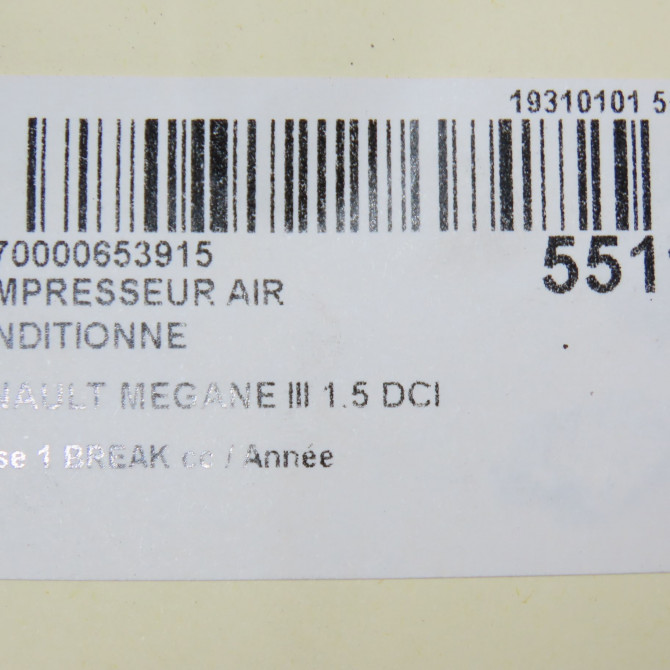 19310101 5
70000653915
551
MPRESSEUR AIR
NDITIONNE
NAULT MEGANE III 1.5 DCI
se 1 BREAK cc / Année